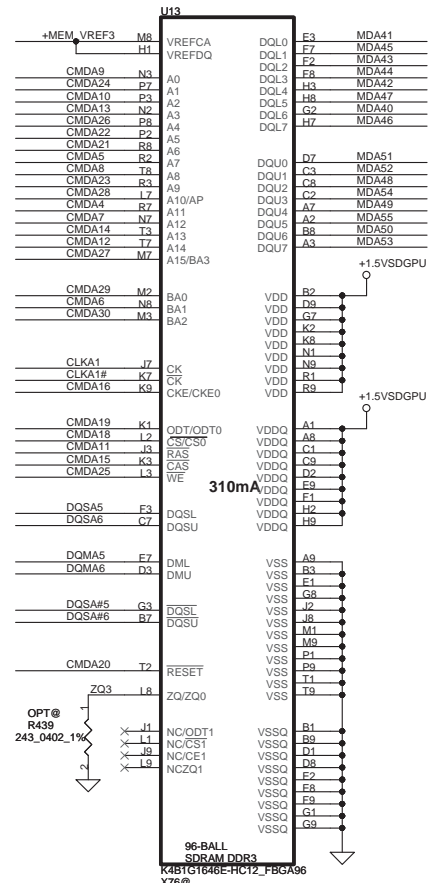 U13
+MEM_VREF3 M8 VREFCA DQL0 E3 MDA41
H1 VREFDQ DQL1 F7 MDA45
DQL2 F2 MDA43
CMDA9 N3 A0 DQL3 F8 MDA44
CMDA24 P7 A1 DQL4 H3 MDA42
CMDA10 P3 A2 DQL5 H8 MDA47
CMDA13 N2 A3 DQL6 G2 MDA40
CMDA26 P8 A4 DQL7 H7 MDA46
CMDA22 P2 A5
CMDA21 R8 A6
CMDA5 R2 A7 DQU0 D7 MDA51
CMDA8 T8 A8 DQU1 C3 MDA52
CMDA23 R3 A9 DQU2 C8 MDA48
CMDA28 L7 A10/AP DQU3 C2 MDA54
CMDA4 R7 A11 DQU4 A7 MDA49
CMDA7 N7 A12 DQU5 A2 MDA55
CMDA14 T3 A13 DQU6 B8 MDA50
CMDA12 T7 A14 DQU7 A3 MDA53
CMDA27 M7 A15/BA3
+1.5VSDGPU
CMDA29 M2 BA0 VDD B2
CMDA6 N8 BA1 VDD D9
CMDA30 M3 BA2 VDD G7
VDD K2
VDD K8
VDD N1
CLKA1 J7 CK VDD N9
CLKA1# K7 CK VDD R1
CMDA16 K9 CKE/CKE0 VDD R9
+1.5VSDGPU
CMDA19 K1 ODT/ODT0 VDDQ A1
CMDA18 L2 CS/CS0 VDDQ A8
CMDA11 J3 RAS VDDQ C1
CMDA15 K3 CAS VDDQ C9
CMDA25 L3 WE VDDQ D2
310mA VDDQ E9
VDDQ F1
DQSA5 F3 DQSL VDDQ H2
DQSA6 C7 DQSU VDDQ H9
DQMA5 E7 DML VSS A9
DQMA6 D3 DMU VSS B3
VSS E1
VSS G8
DQSA#5 G3 DQSL VSS J2
DQSA#6 B7 DQSU VSS J8
VSS M1
VSS M9
VSS P1
CMDA20 T2 RESET VSS P9
VSS T1
ZQ3 L8 ZQ/ZQ0 VSS T9
OPT@
R439
243_0402_1%
1
2
J1 NC/ODT1 VSSQ B1
L1 NC/CS1 VSSQ B9
J9 NC/CE1 VSSQ D1
L9 NCZQ1 VSSQ D8
VSSQ E2
VSSQ E8
VSSQ F9
VSSQ G1
VSSQ G9
96-BALL
SDRAM DDR3
K4B1G1646E-HC12_FBGA96
X76@